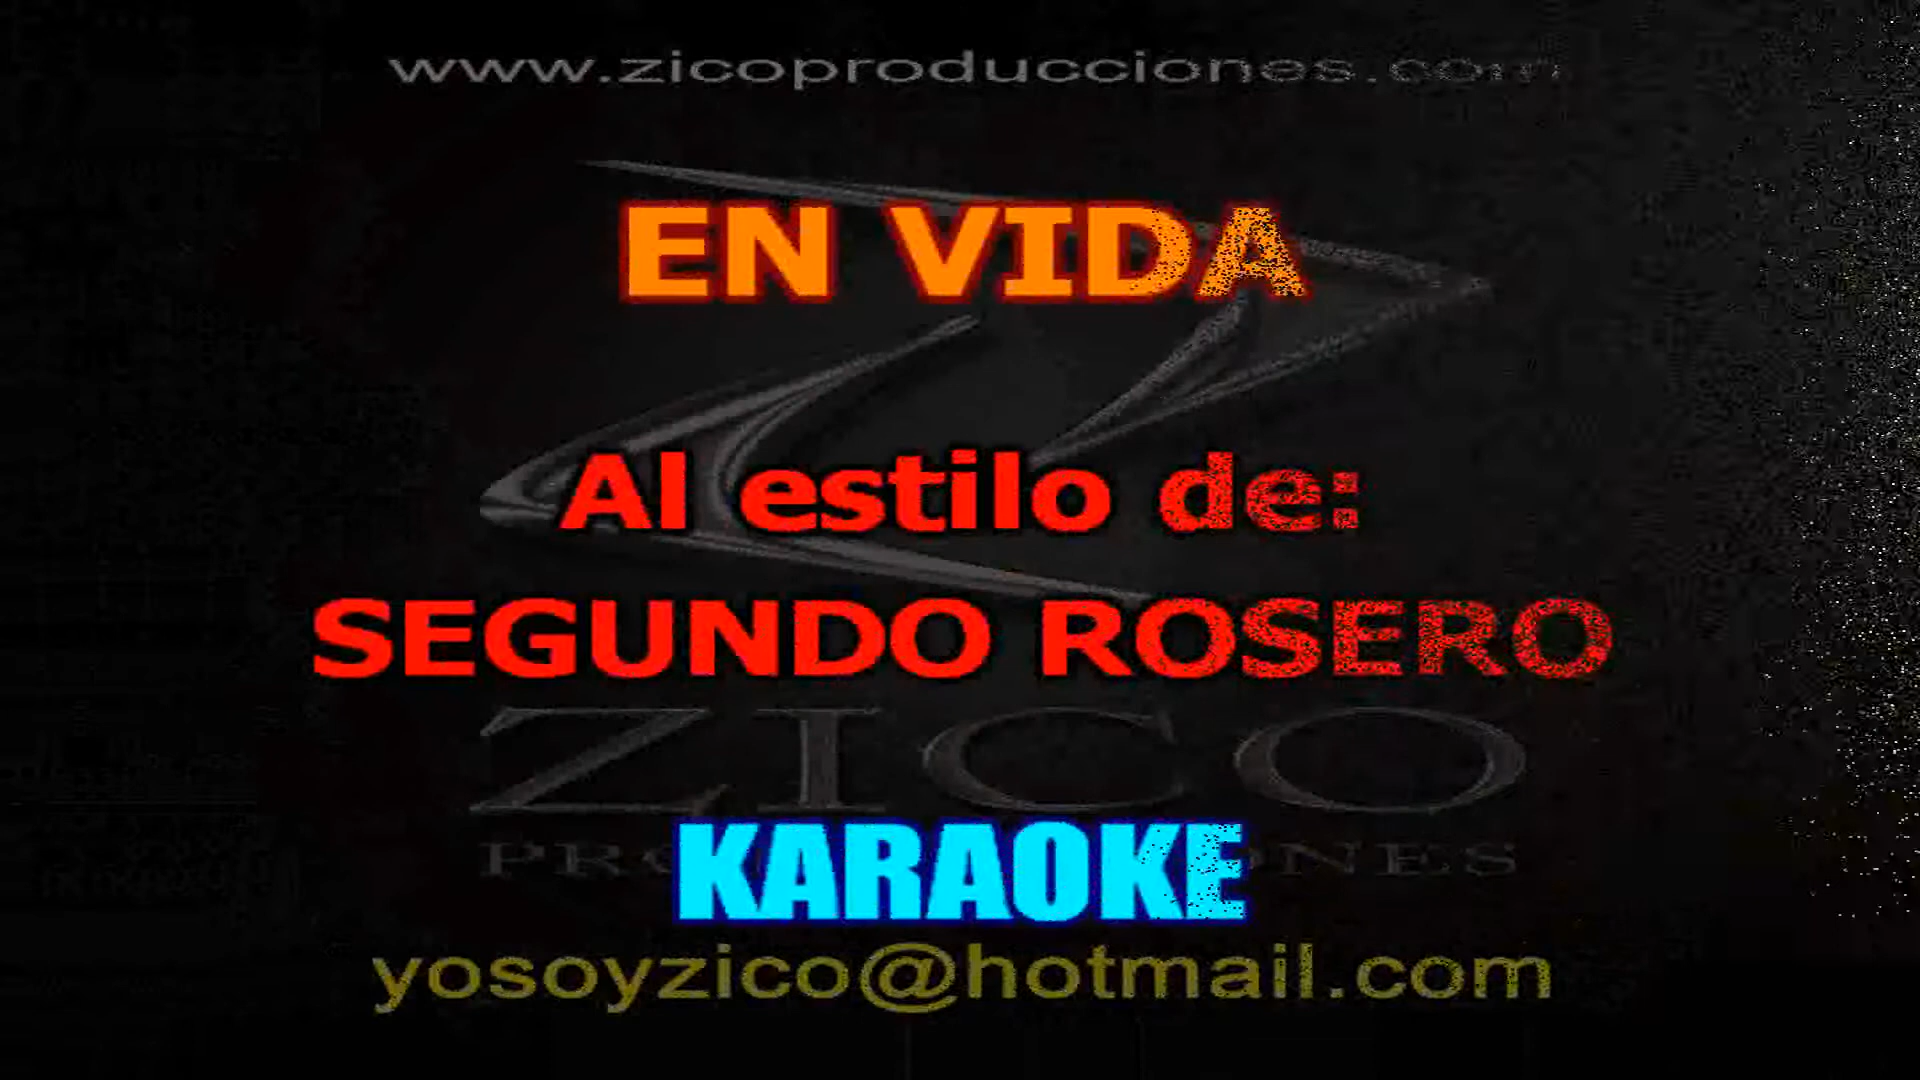 www.zicoproducciones.com
EN VIDA
Al estilo de:
SEGUNDO ROSERO
ZICO
KARAOKE
yosoyzico@hotmail.com